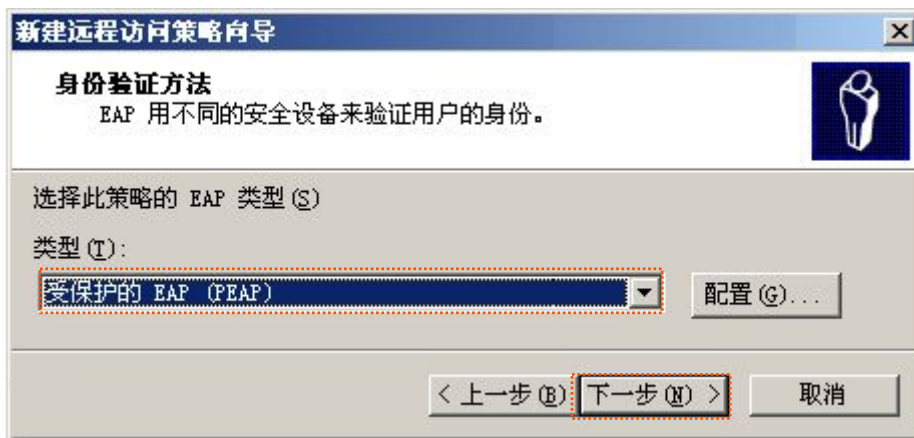 新建远程访问策略向导
身份验证方法
EAP 用不同的安全设备来验证用户的身份。
选择此策略的 EAP 类型(S)
类型(T):
受保护的 EAP (PEAP)
配置(G)...
< 上一步(B) 下一步(N) > 取消